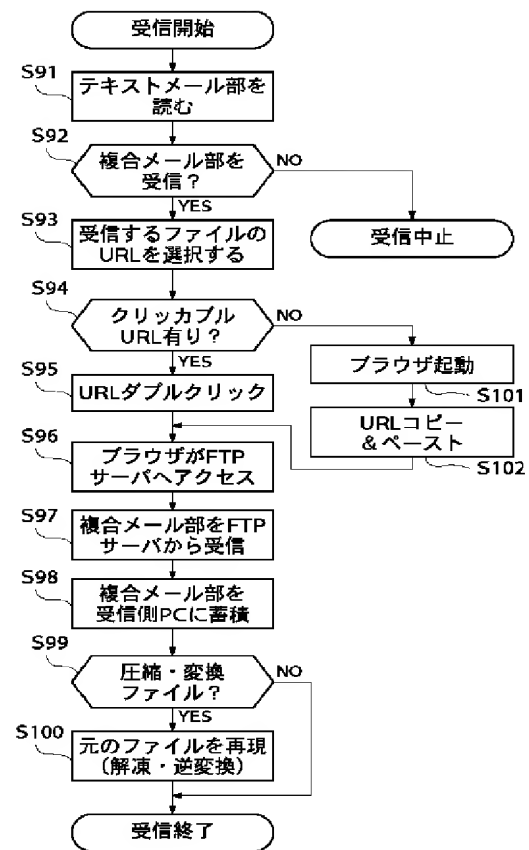 受信開始
S91
テキストメール部を
読む
S92
複合メール部を
受信？
NO
YES
S93
受信するファイルの
URLを選択する
受信中止
S94
クリッカブル
URL有り？
NO
YES
S95
URLダブルクリック
ブラウザ起動
S101
URLコピー
＆ペースト
S102
S96
ブラウザがFTP
サーバへアクセス
S97
複合メール部をFTP
サーバから受信
S98
複合メール部を
受信側PCに蓄積
S99
圧縮・変換
ファイル？
NO
YES
S100
元のファイルを再現
(解凍・逆変換)
受信終了